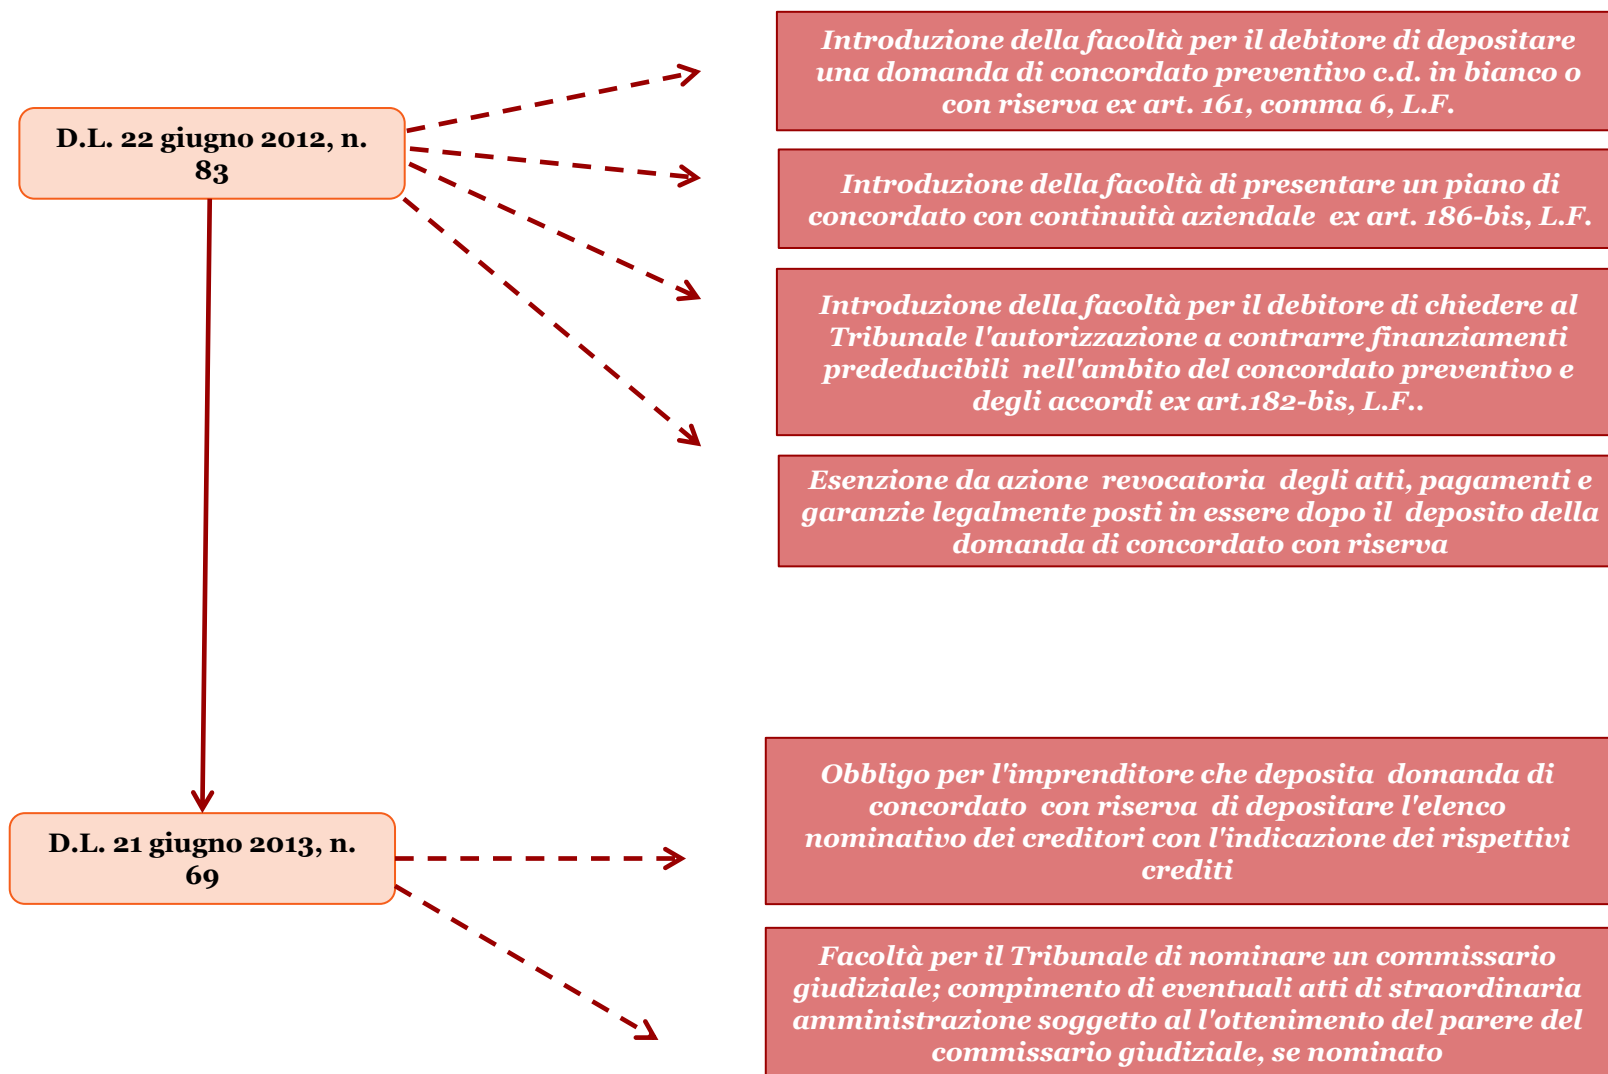 D.L. 22 giugno 2012, n.
83
Introduzione della facoltà per il debitore di depositare
una domanda di concordato preventivo c.d. in bianco o
con riserva ex art. 161, comma 6, L.F.
Introduzione della facoltà di presentare un piano di
concordato con continuità aziendale ex art. 186-bis, L.F.
Introduzione della facoltà per il debitore di chiedere al
Tribunale l'autorizzazione a contrarre finanziamenti
prededucibili nell'ambito del concordato preventivo e
degli accordi ex art.182-bis, L.F..
Esenzione da azione revocatoria degli atti, pagamenti e
garanzie legalmente posti in essere dopo il deposito della
domanda di concordato con riserva
D.L. 21 giugno 2013, n.
69
Obbligo per l'imprenditore che deposita domanda di
concordato con riserva di depositare l'elenco
nominativo dei creditori con l'indicazione dei rispettivi
crediti
Facoltà per il Tribunale di nominare un commissario
giudiziale; compimento di eventuali atti di straordinaria
amministrazione soggetto al l'ottenimento del parere del
commissario giudiziale, se nominato